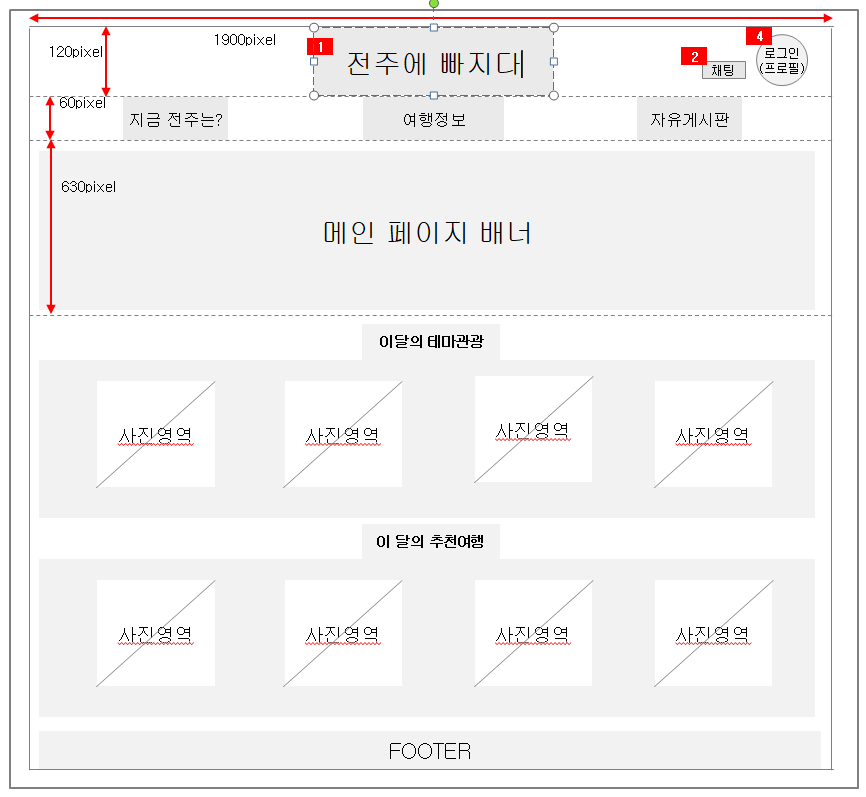 1900pixel
120pixel
1
전주에 빠지다
2
채팅
4
로그인
(프로필)
60pixel
지금 전주는?
여행정보
자유게시판
630pixel
메인 페이지 배너
이달의 테마관광
사진영역
사진영역
사진영역
사진영역
이 달의 추천여행
사진영역
사진영역
사진영역
사진영역
FOOTER